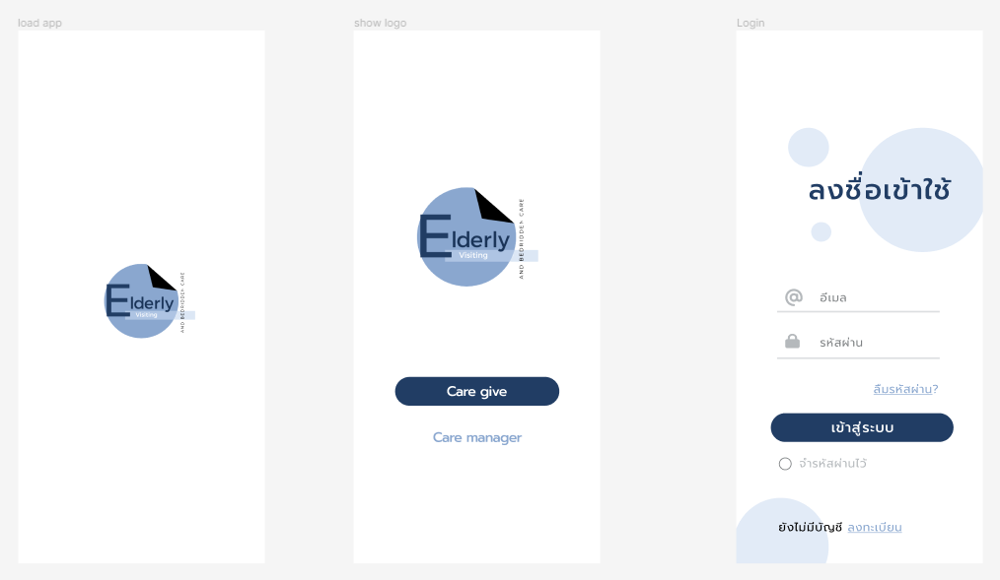 load app
Elderly
Visiting
AND BEDRIDDEN CARE
show logo
Elderly
Visiting
AND BEDRIDDEN CARE
Care give
Care manager
Login
ลงชื่อเข้าใช้
@ อีเมล
รหัสผ่าน
ลืมรหัสผ่าน?
เข้าสู่ระบบ
จำรหัสผ่านไว้
ยังไม่มีบัญชี ลงทะเบียน